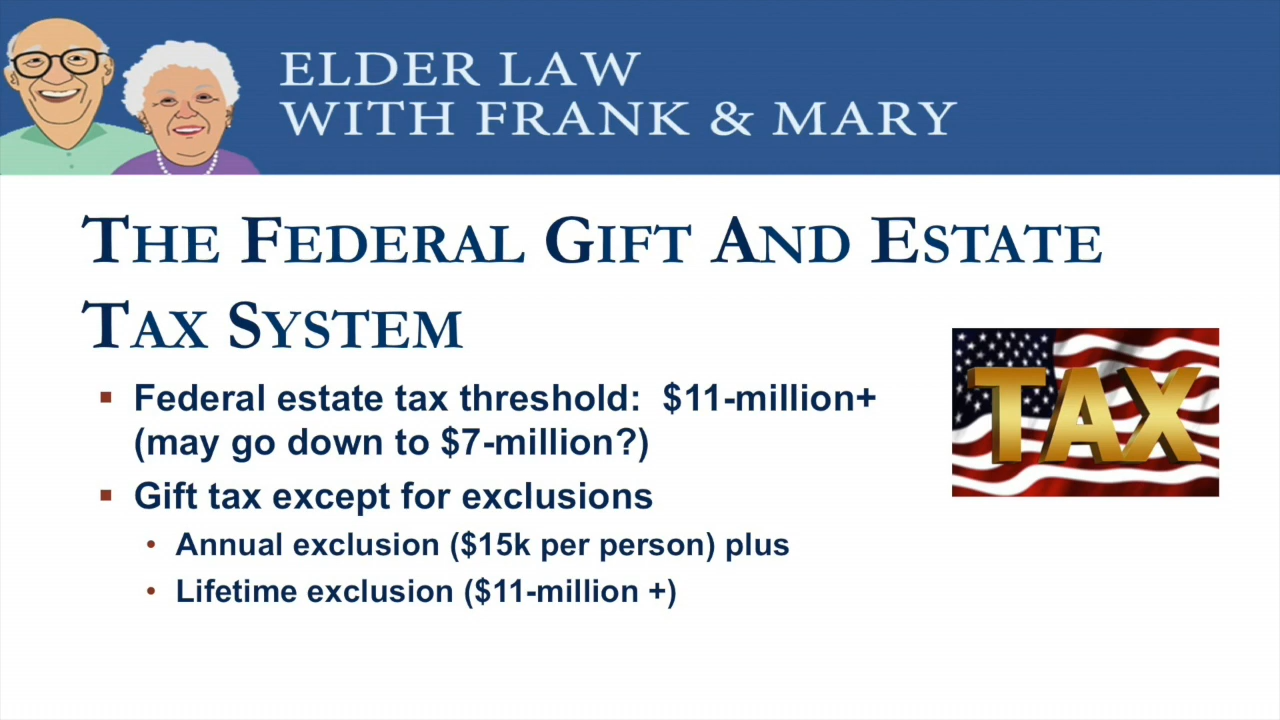 ELDER LAW
WITH FRANK & MARY
THE FEDERAL GIFT AND ESTATE
TAX SYSTEM
▪ Federal estate tax threshold:  $11-million+
(may go down to $7-million?)
TAX
▪ Gift tax except for exclusions
• Annual exclusion ($15k per person) plus
• Lifetime exclusion ($11-million +)